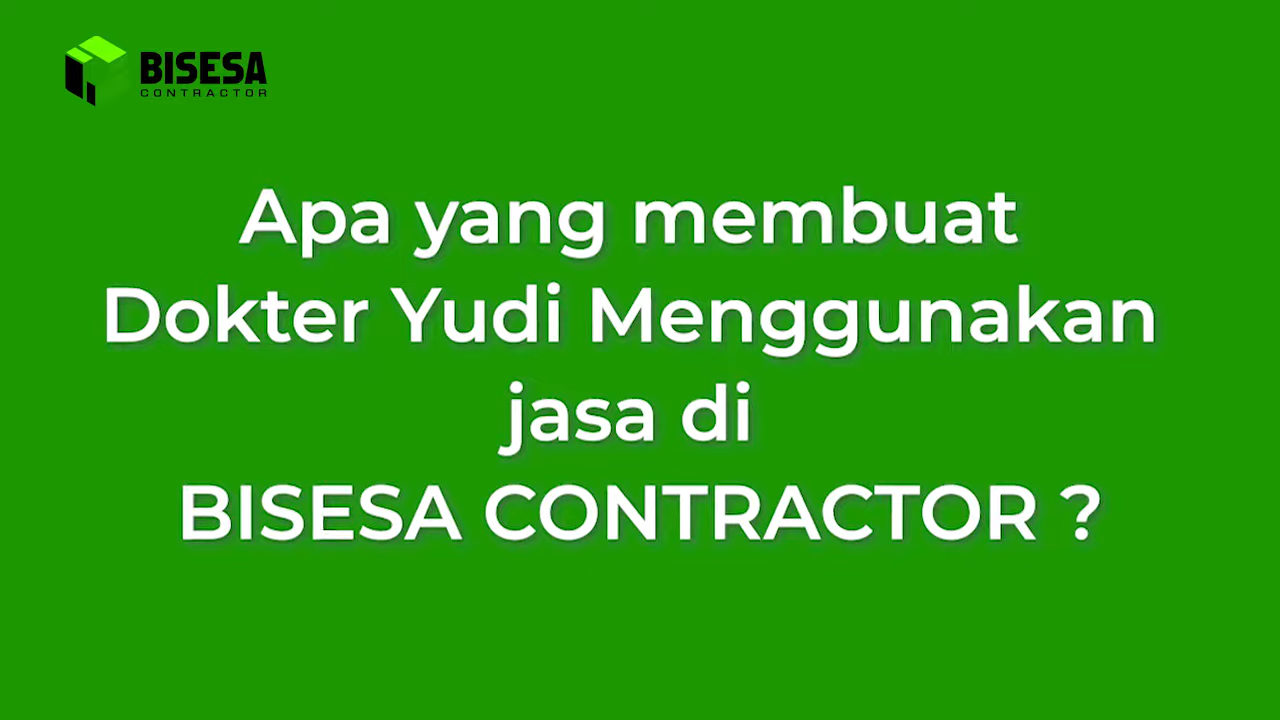 BISESA
CONTRACTOR
Apa yang membuat
Dokter Yudi Menggunakan
jasa di
BISESA CONTRACTOR ?